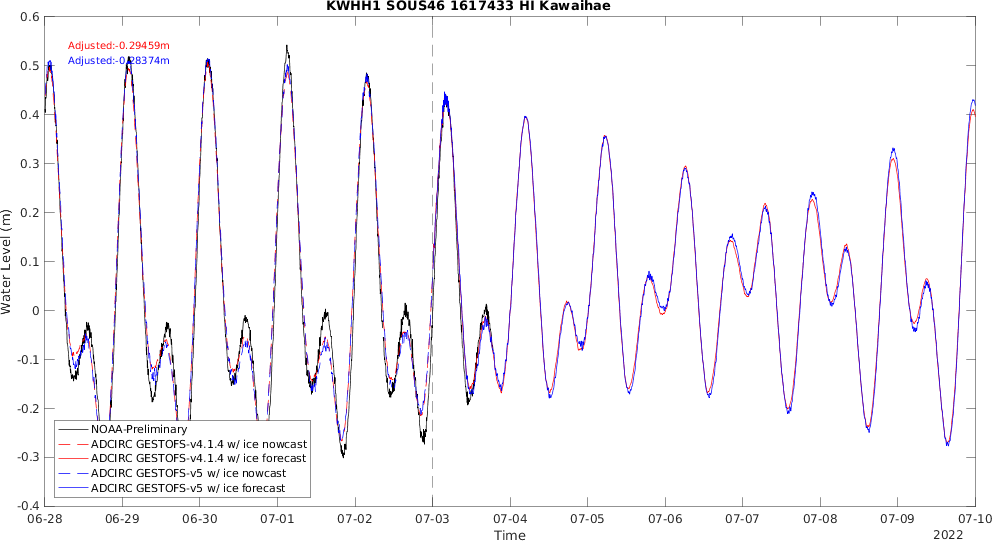 KWHH1 SOUS46 1617433 HI Kawaihae
Adjusted:-0.29459m
Adjusted:-0.28374m
0.6
0.5
0.4
0.3
0.2
0.1
0
-0.1
-0.2
-0.3
-0.4
Water Level (m)
NOAA-Preliminary
ADCIRC GESTOFS-v4.1.4 w/ ice nowcast
ADCIRC GESTOFS-v4.1.4 w/ ice forecast
ADCIRC GESTOFS-v5 w/ ice nowcast
ADCIRC GESTOFS-v5 w/ ice forecast
06-28 06-29 06-30 07-01 07-02 07-03 07-04 07-05 07-06 07-07 07-08 07-09 07-10
Time
2022